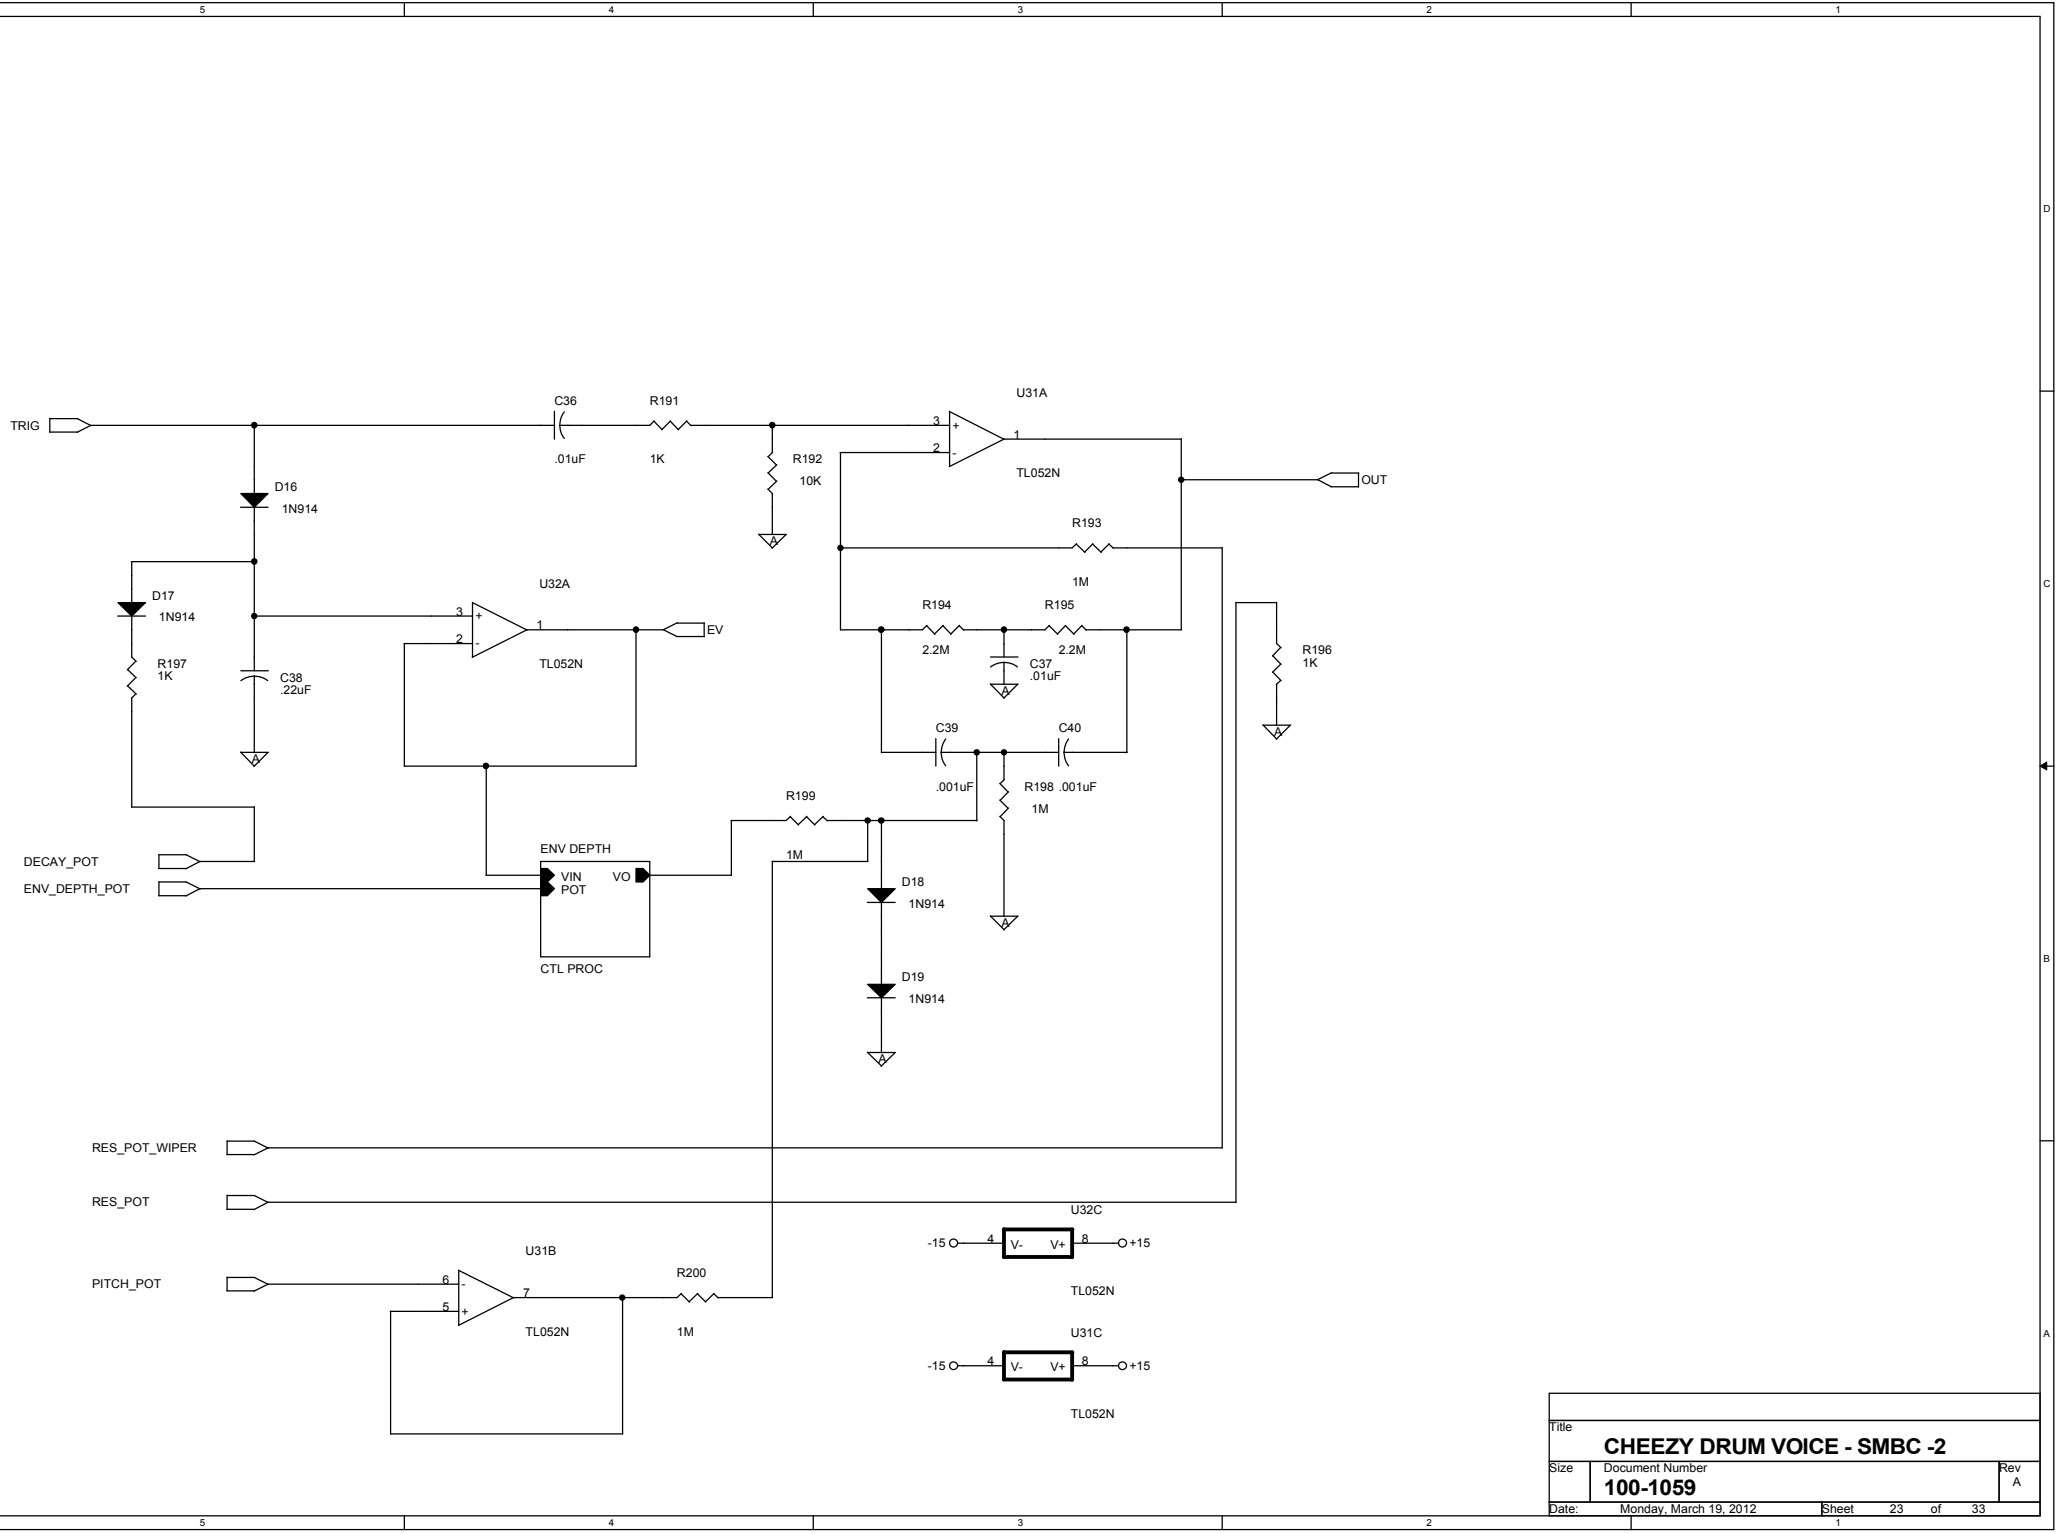 5 4 3 2 1
D
C
B
A
TRIG
C36
.01uF
R191
1K
R192
10K
A
U31A
3 +
2 -
1
TL052N
OUT
D16
1N914
D17
1N914
R197
1K
C38
.22uF
A
U32A
3 +
2 -
1
TL052N
EV
R193
1M
R194
2.2M
R195
2.2M
C37
.01uF
A
R196
1K
A
C39
.001uF
C40
.001uF
R198
1M
A
R199
1M
DECAY_POT
ENV_DEPTH_POT
ENV DEPTH
VIN VO
POT
CTL PROC
D18
1N914
D19
1N914
A
RES_POT_WIPER
RES_POT
PITCH_POT
U31B
6 -
5 +
7
TL052N
R200
1M
U32C
-15 4 V- V+ 8 +15
TL052N
U31C
-15 4 V- V+ 8 +15
TL052N
Title
CHEEZY DRUM VOICE - SMBC -2
Size Document Number Rev
100-1059 A
Date: Monday, March 19, 2012 Sheet 23 of 33
5 4 3 2 1